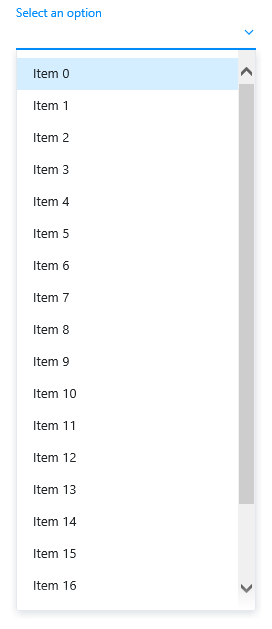 Select an option
Item 0
Item 1
Item 2
Item 3
Item 4
Item 5
Item 6
Item 7
Item 8
Item 9
Item 10
Item 11
Item 12
Item 13
Item 14
Item 15
Item 16